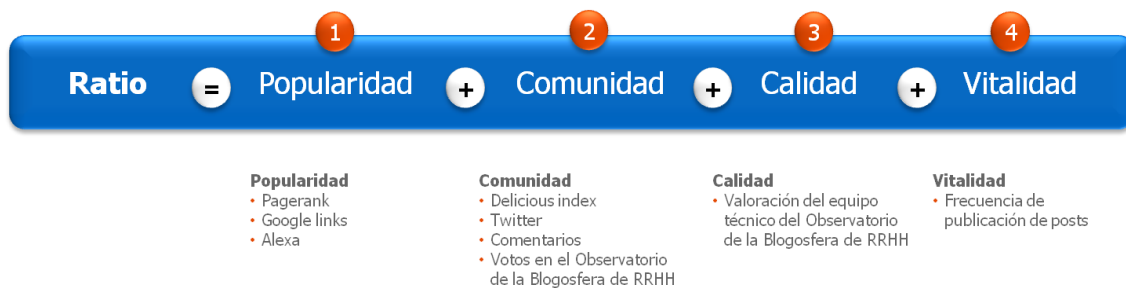 1 2 3 4
Ratio = Popularidad + Comunidad + Calidad + Vitalidad
Popularidad
• Pagerank
• Google links
• Alexa
Comunidad
• Delicious index
• Twitter
• Comentarios
• Votos en el Observatorio
de la Blogosfera de RRHH
Calidad
• Valoración del equipo
técnico del Observatorio
de la Blogosfera de RRHH
Vitalidad
• Frecuencia de
publicación de posts